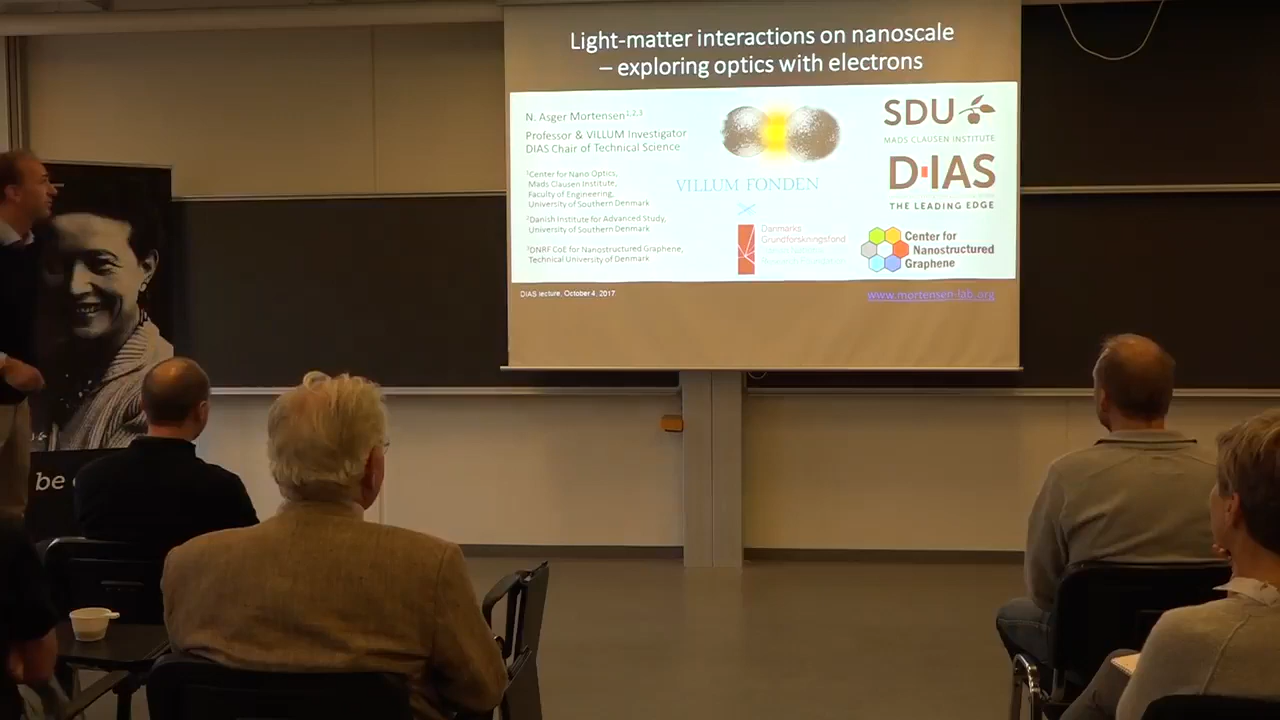 Light-matter interactions on nanoscale
– exploring optics with electrons
N. Asger Mortensen1,2,3
Professor & VILLUM Investigator
DIAS Chair of Technical Science
1Center for Nano Optics,
Mads Clausen Institute,
Faculty of Engineering,
University of Southern Denmark
2Danish Institute for Advanced Study,
University of Southern Denmark
3DNRF CoE for Nanostructured Graphene,
Technical University of Denmark
VILLUM FONDEN
Danmarks
Grundforskningsfond
Research Foundation
SDU
MADS CLAUSEN INSTITUTE
D·IAS
THE LEADING EDGE
Center for
Nanostructured
Graphene
DIAS lecture, October 4, 2017
www.mortensen-lab.org
be